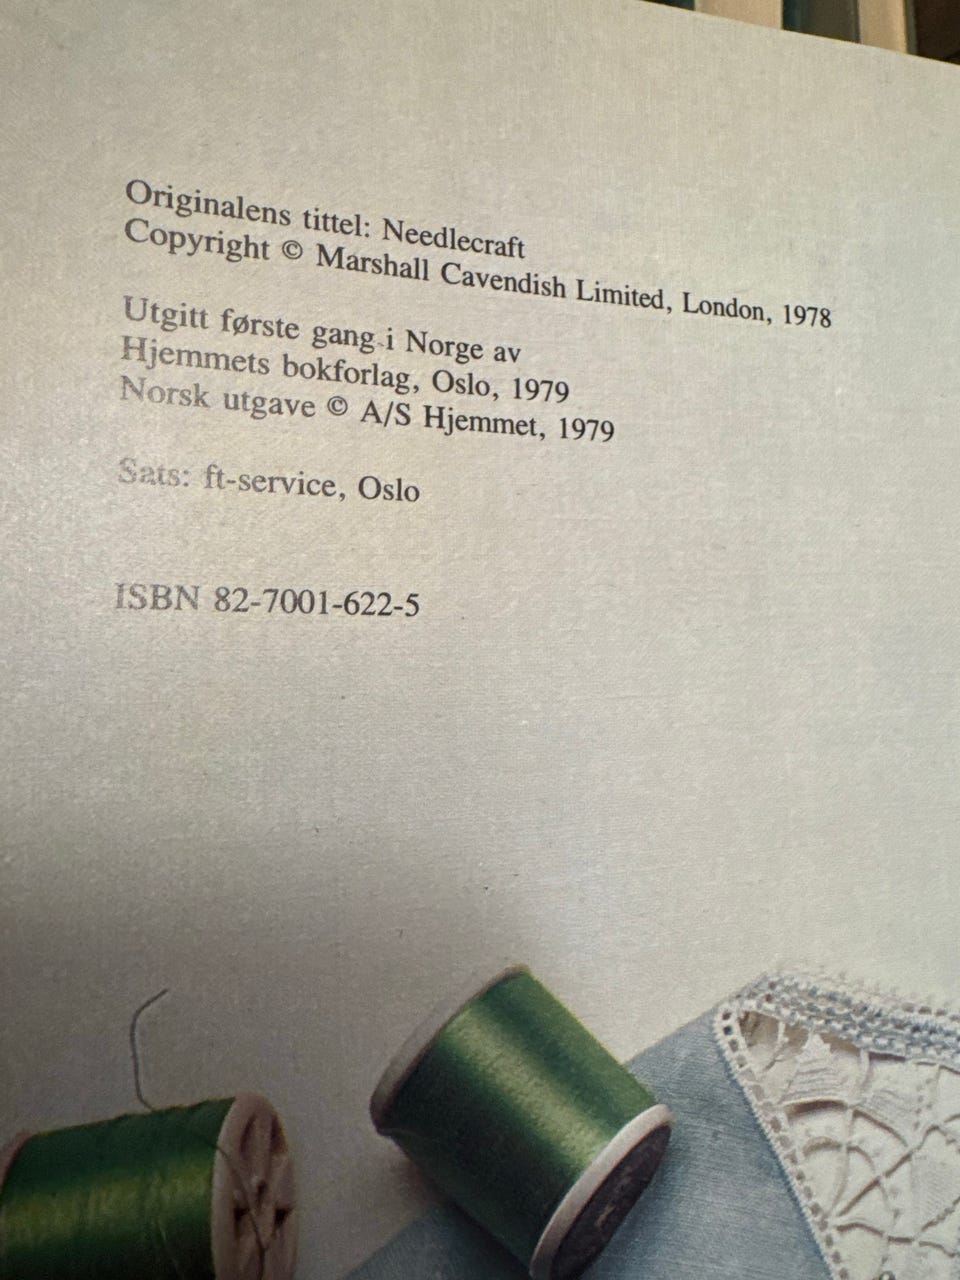 Originalens tittel: Needlecraft
Copyright © Marshall Cavendish Limited, London, 1978
Utgitt første gang i Norge av
Hjemmets bokforlag, Oslo, 1979
Norsk utgave © A/S Hjemmet, 1979
Sats: ft-service, Oslo
ISBN 82-7001-622-5